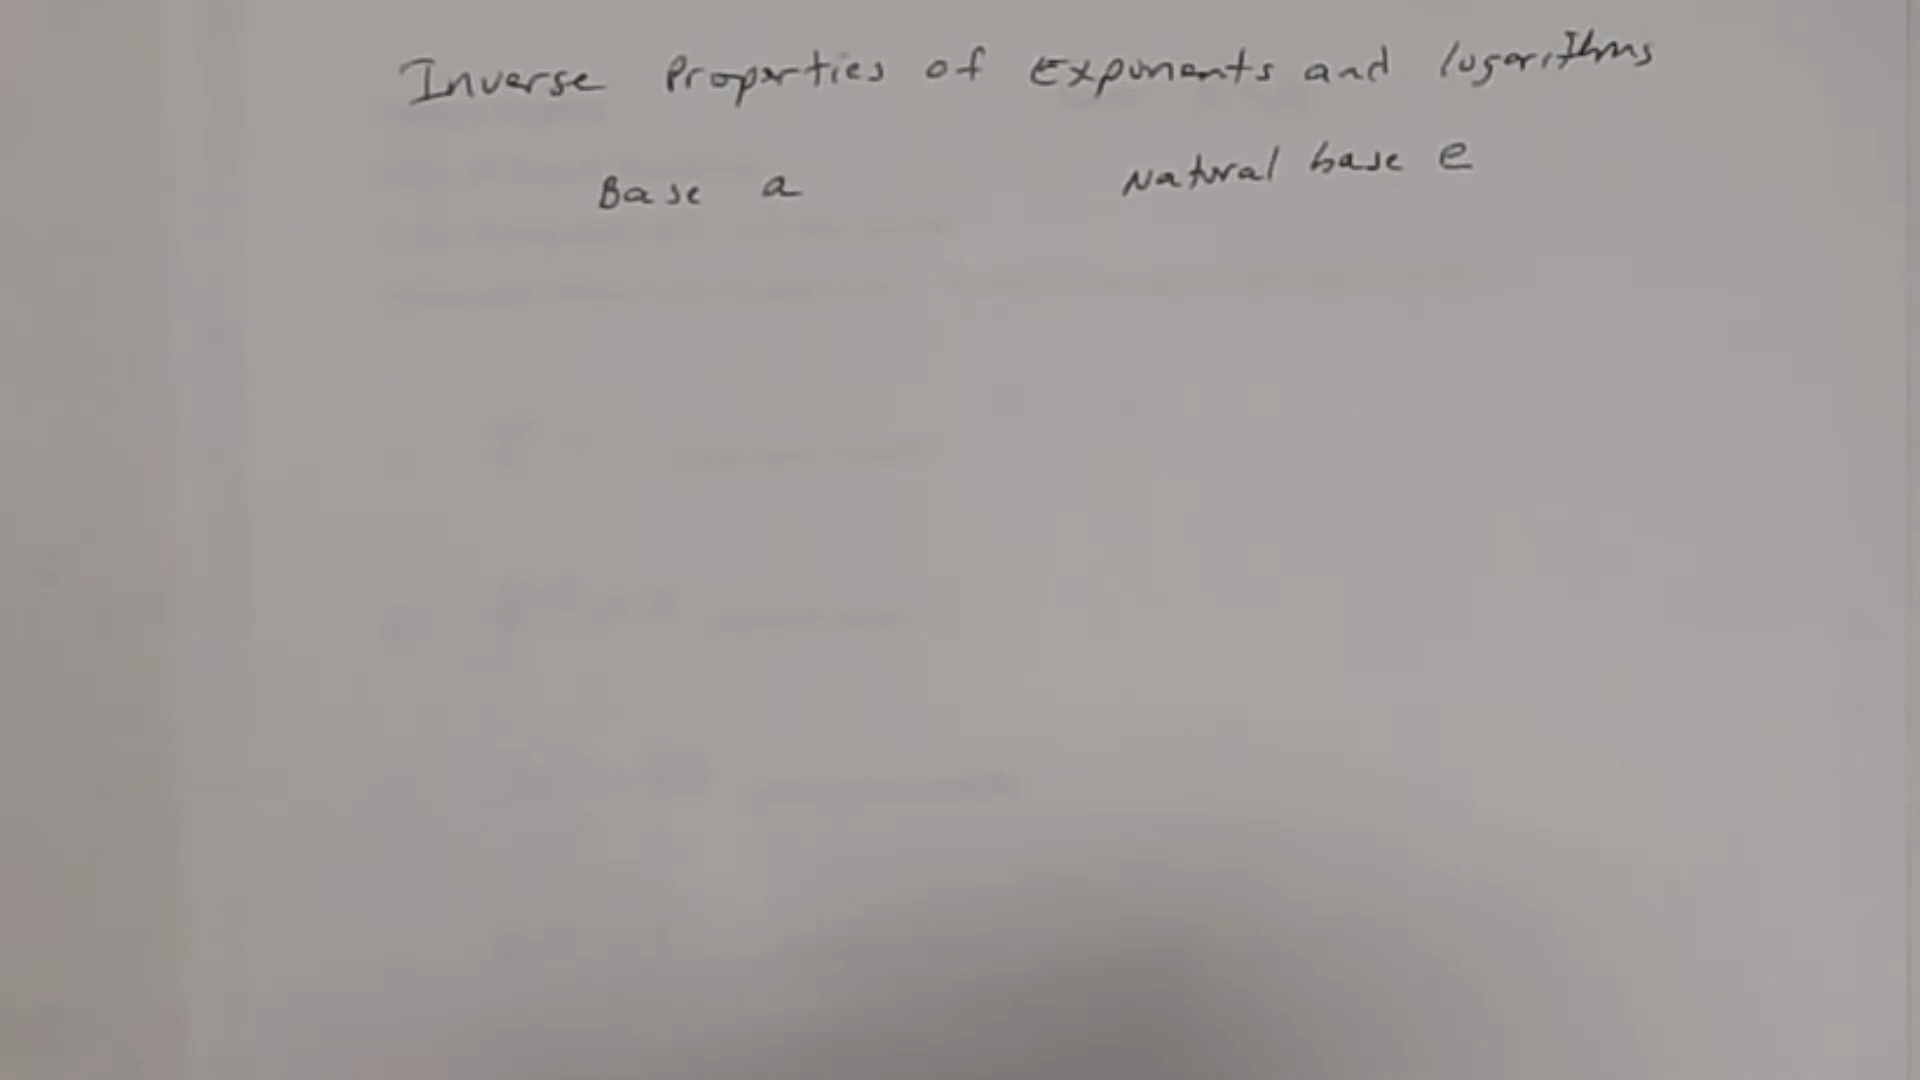 Inverse Properties of Exponents and logarithms
Base a
Natural base e